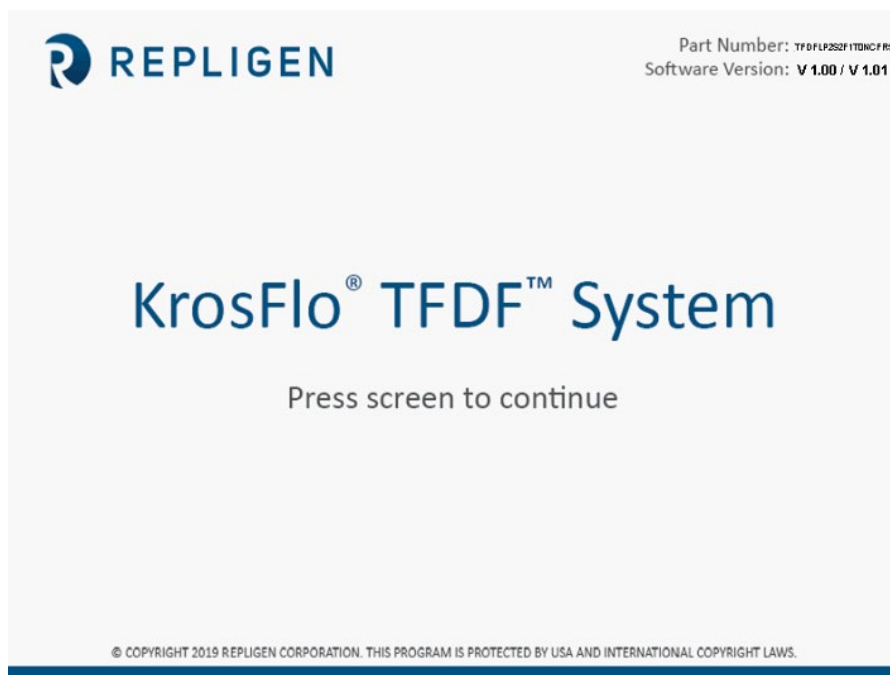 REPLIGEN
Part Number:
Software Version: V 1.00 / V 1.01
KrosFlo® TFDF™ System
Press screen to continue
© COPYRIGHT 2019 REPLIGEN CORPORATION. THIS PROGRAM IS PROTECTED BY USA AND INTERNATIONAL COPYRIGHT LAWS.